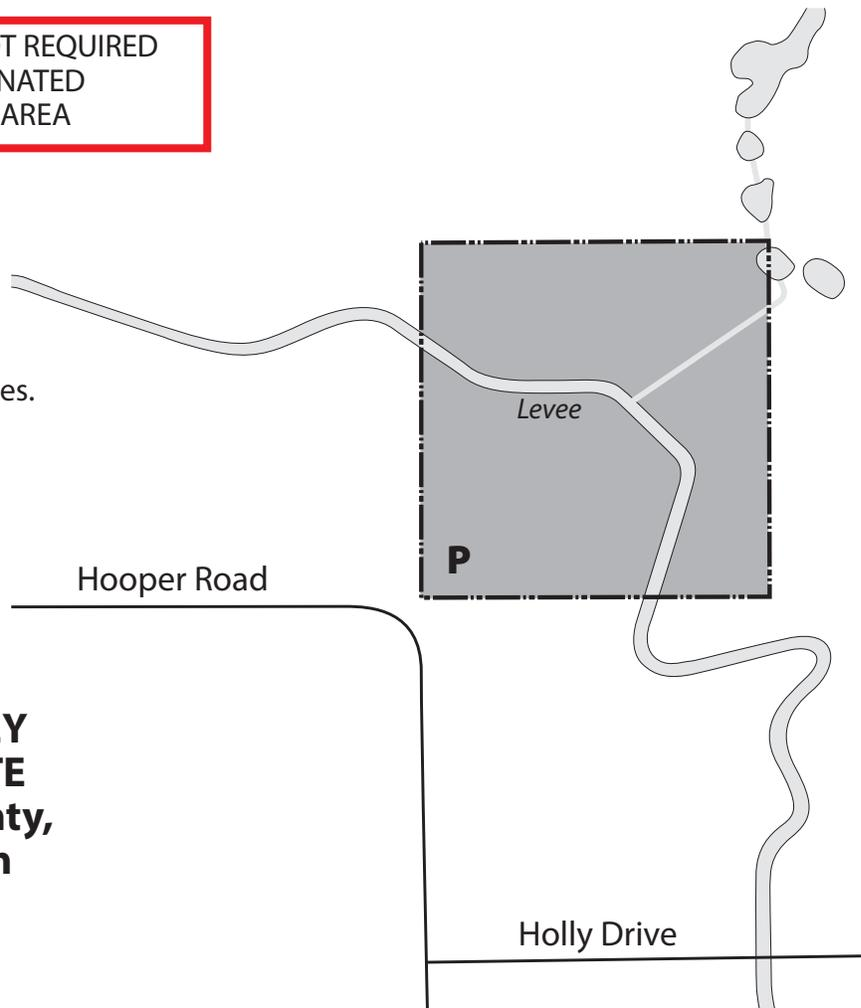 T REQUIRED
NATED
AREA
es.
Levee
P
Hooper Road
Y
TE
nty,
n
Holly Drive